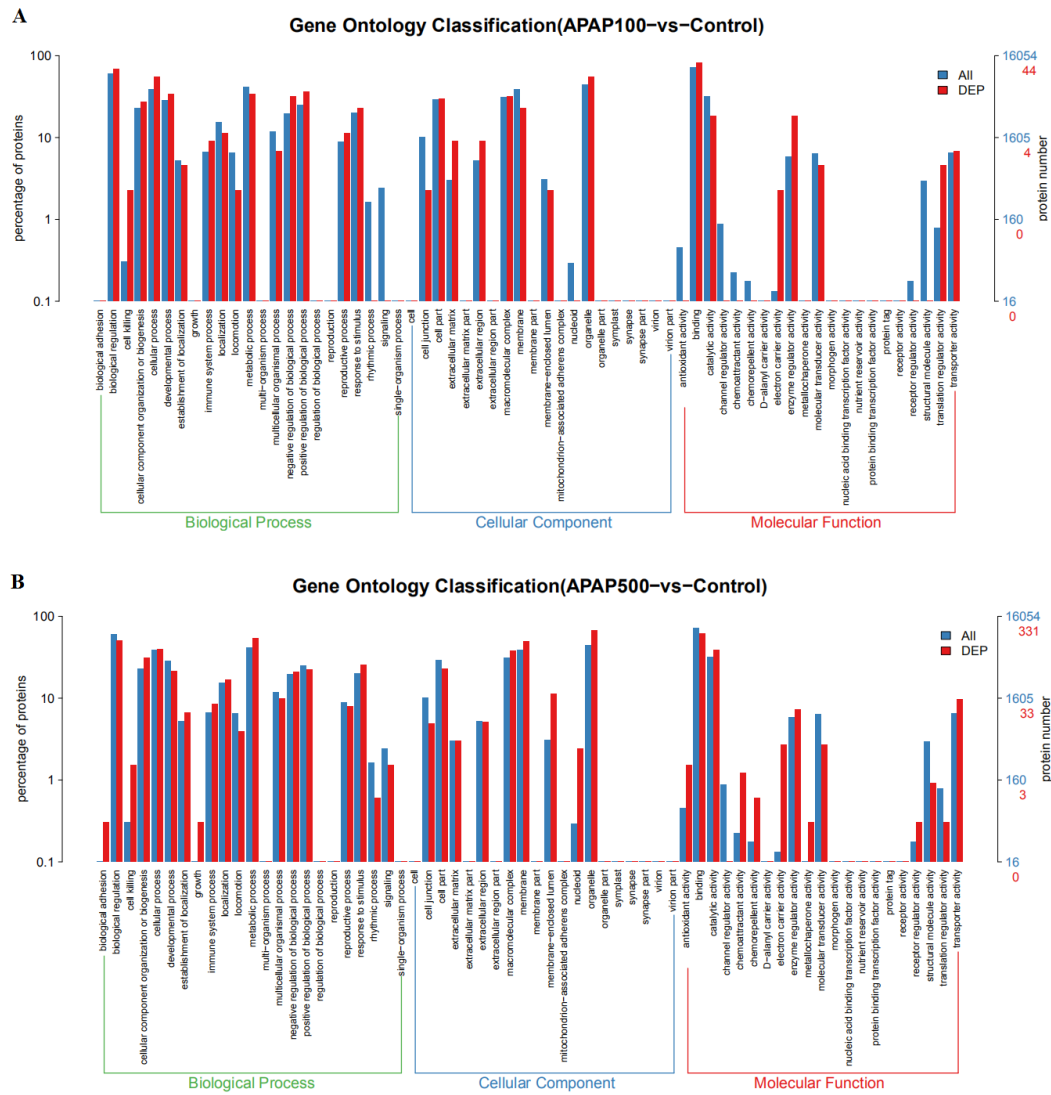 A
Gene Ontology Classification(APAP100−vs−Control)
percentage of proteins
100
10
1
0.1
All
DEP
16054
44
1605
4
160
0
16
0
protein number
biological adhesion
biological regulation
cell killing
cellular component organization or biogenesis
cellular process
developmental process
establishment of localization
growth
immune system process
localization
locomotion
metabolic process
multi−organism process
multicellular organismal process
negative regulation of biological process
positive regulation of biological process
regulation of biological process
reproduction
reproductive process
response to stimulus
rhythmic process
signaling
single−organism process
cell
cell junction
cell part
extracellular matrix
extracellular matrix part
extracellular region
extracellular region part
macromolecular complex
membrane
membrane part
membrane−enclosed lumen
mitochondrion−associated adherens complex
nucleoid
organelle
organelle part
symplast
synapse
synapse part
virion
virion part
antioxidant activity
binding
catalytic activity
channel regulator activity
chemoattractant activity
chemorepellent activity
D−alanyl carrier activity
electron carrier activity
enzyme regulator activity
metallochaperone activity
molecular transducer activity
morphogen activity
nucleic acid binding transcription factor activity
nutrient reservoir activity
protein binding transcription factor activity
protein tag
receptor activity
receptor regulator activity
structural molecule activity
translation regulator activity
transporter activity
Biological Process
Cellular Component
Molecular Function
B
Gene Ontology Classification(APAP500−vs−Control)
percentage of proteins
100
10
1
0.1
All
DEP
16054
331
1605
33
160
3
16
0
protein number
biological adhesion
biological regulation
cell killing
cellular component organization or biogenesis
cellular process
developmental process
establishment of localization
growth
immune system process
localization
locomotion
metabolic process
multi−organism process
multicellular organismal process
negative regulation of biological process
positive regulation of biological process
regulation of biological process
reproduction
reproductive process
response to stimulus
rhythmic process
signaling
single−organism process
cell
cell junction
cell part
extracellular matrix
extracellular matrix part
extracellular region
extracellular region part
macromolecular complex
membrane
membrane part
membrane−enclosed lumen
mitochondrion−associated adherens complex
nucleoid
organelle
organelle part
symplast
synapse
synapse part
virion
virion part
antioxidant activity
binding
catalytic activity
channel regulator activity
chemoattractant activity
chemorepellent activity
D−alanyl carrier activity
electron carrier activity
enzyme regulator activity
metallochaperone activity
molecular transducer activity
morphogen activity
nucleic acid binding transcription factor activity
nutrient reservoir activity
protein binding transcription factor activity
protein tag
receptor activity
receptor regulator activity
structural molecule activity
translation regulator activity
transporter activity
Biological Process
Cellular Component
Molecular Function